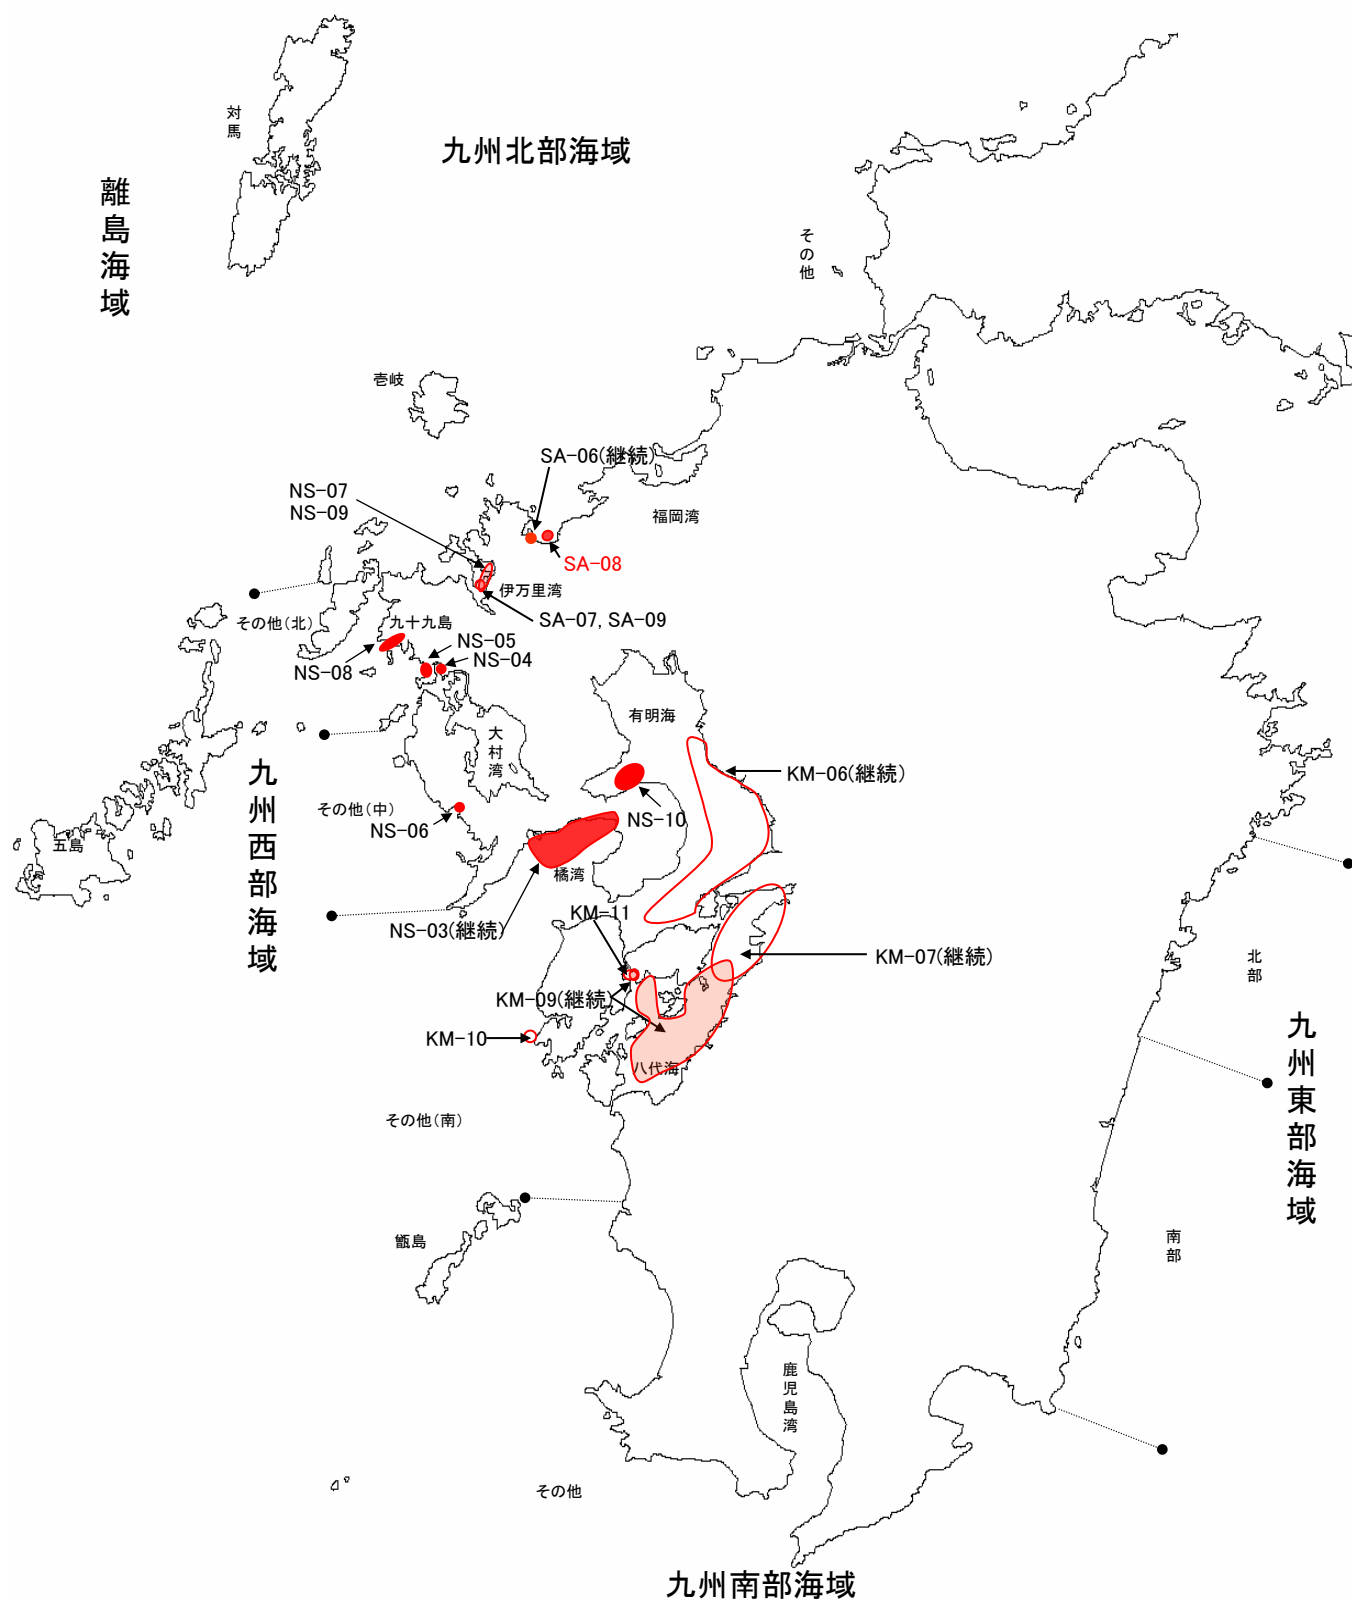 対馬
九州北部海域
離島海域
その他
壱岐
SA-06(継続)
NS-07
NS-09
福岡湾
SA-08
伊万里湾
SA-07, SA-09
その他(北)
九十九島
NS-05
NS-04
NS-08
有明海
大村湾
九州西部海域
KM-06(継続)
その他(中)
NS-06
NS-10
五島
橘湾
KM-11
NS-03(継続)
KM-07(継続)
北部
KM-09(継続)
KM-10
八代海
九州東部海域
その他(南)
甑島
南部
鹿児島湾
その他
九州南部海域